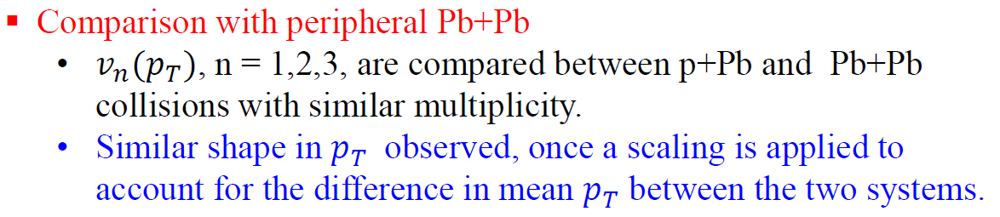 ▪ Comparison with peripheral Pb+Pb
• vₙ(p_T), n = 1,2,3, are compared between p+Pb and Pb+Pb
collisions with similar multiplicity.
• Similar shape in p_T observed, once a scaling is applied to
account for the difference in mean p_T between the two systems.